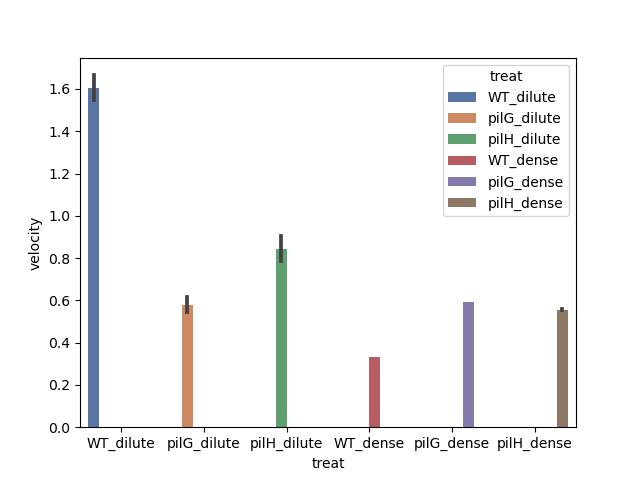 1.6
1.4
1.2
1.0
0.8
0.6
0.4
0.2
0.0
velocity
treat
WT_dilute
pilG_dilute
pilH_dilute
WT_dense
pilG_dense
pilH_dense
WT_dilute pilG_dilute pilH_dilute WT_dense pilG_dense pilH_dense
treat